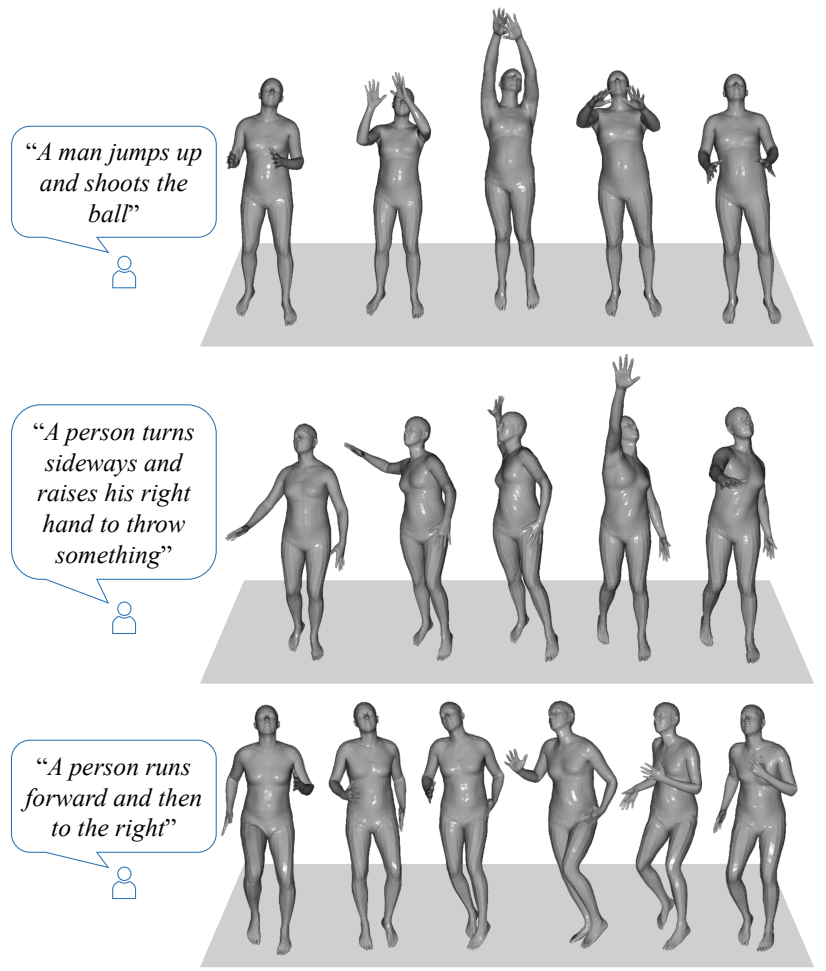 “A man jumps up
and shoots the
ball”
“A person turns
sideways and
raises his right
hand to throw
something”
“A person runs
forward and then
to the right”